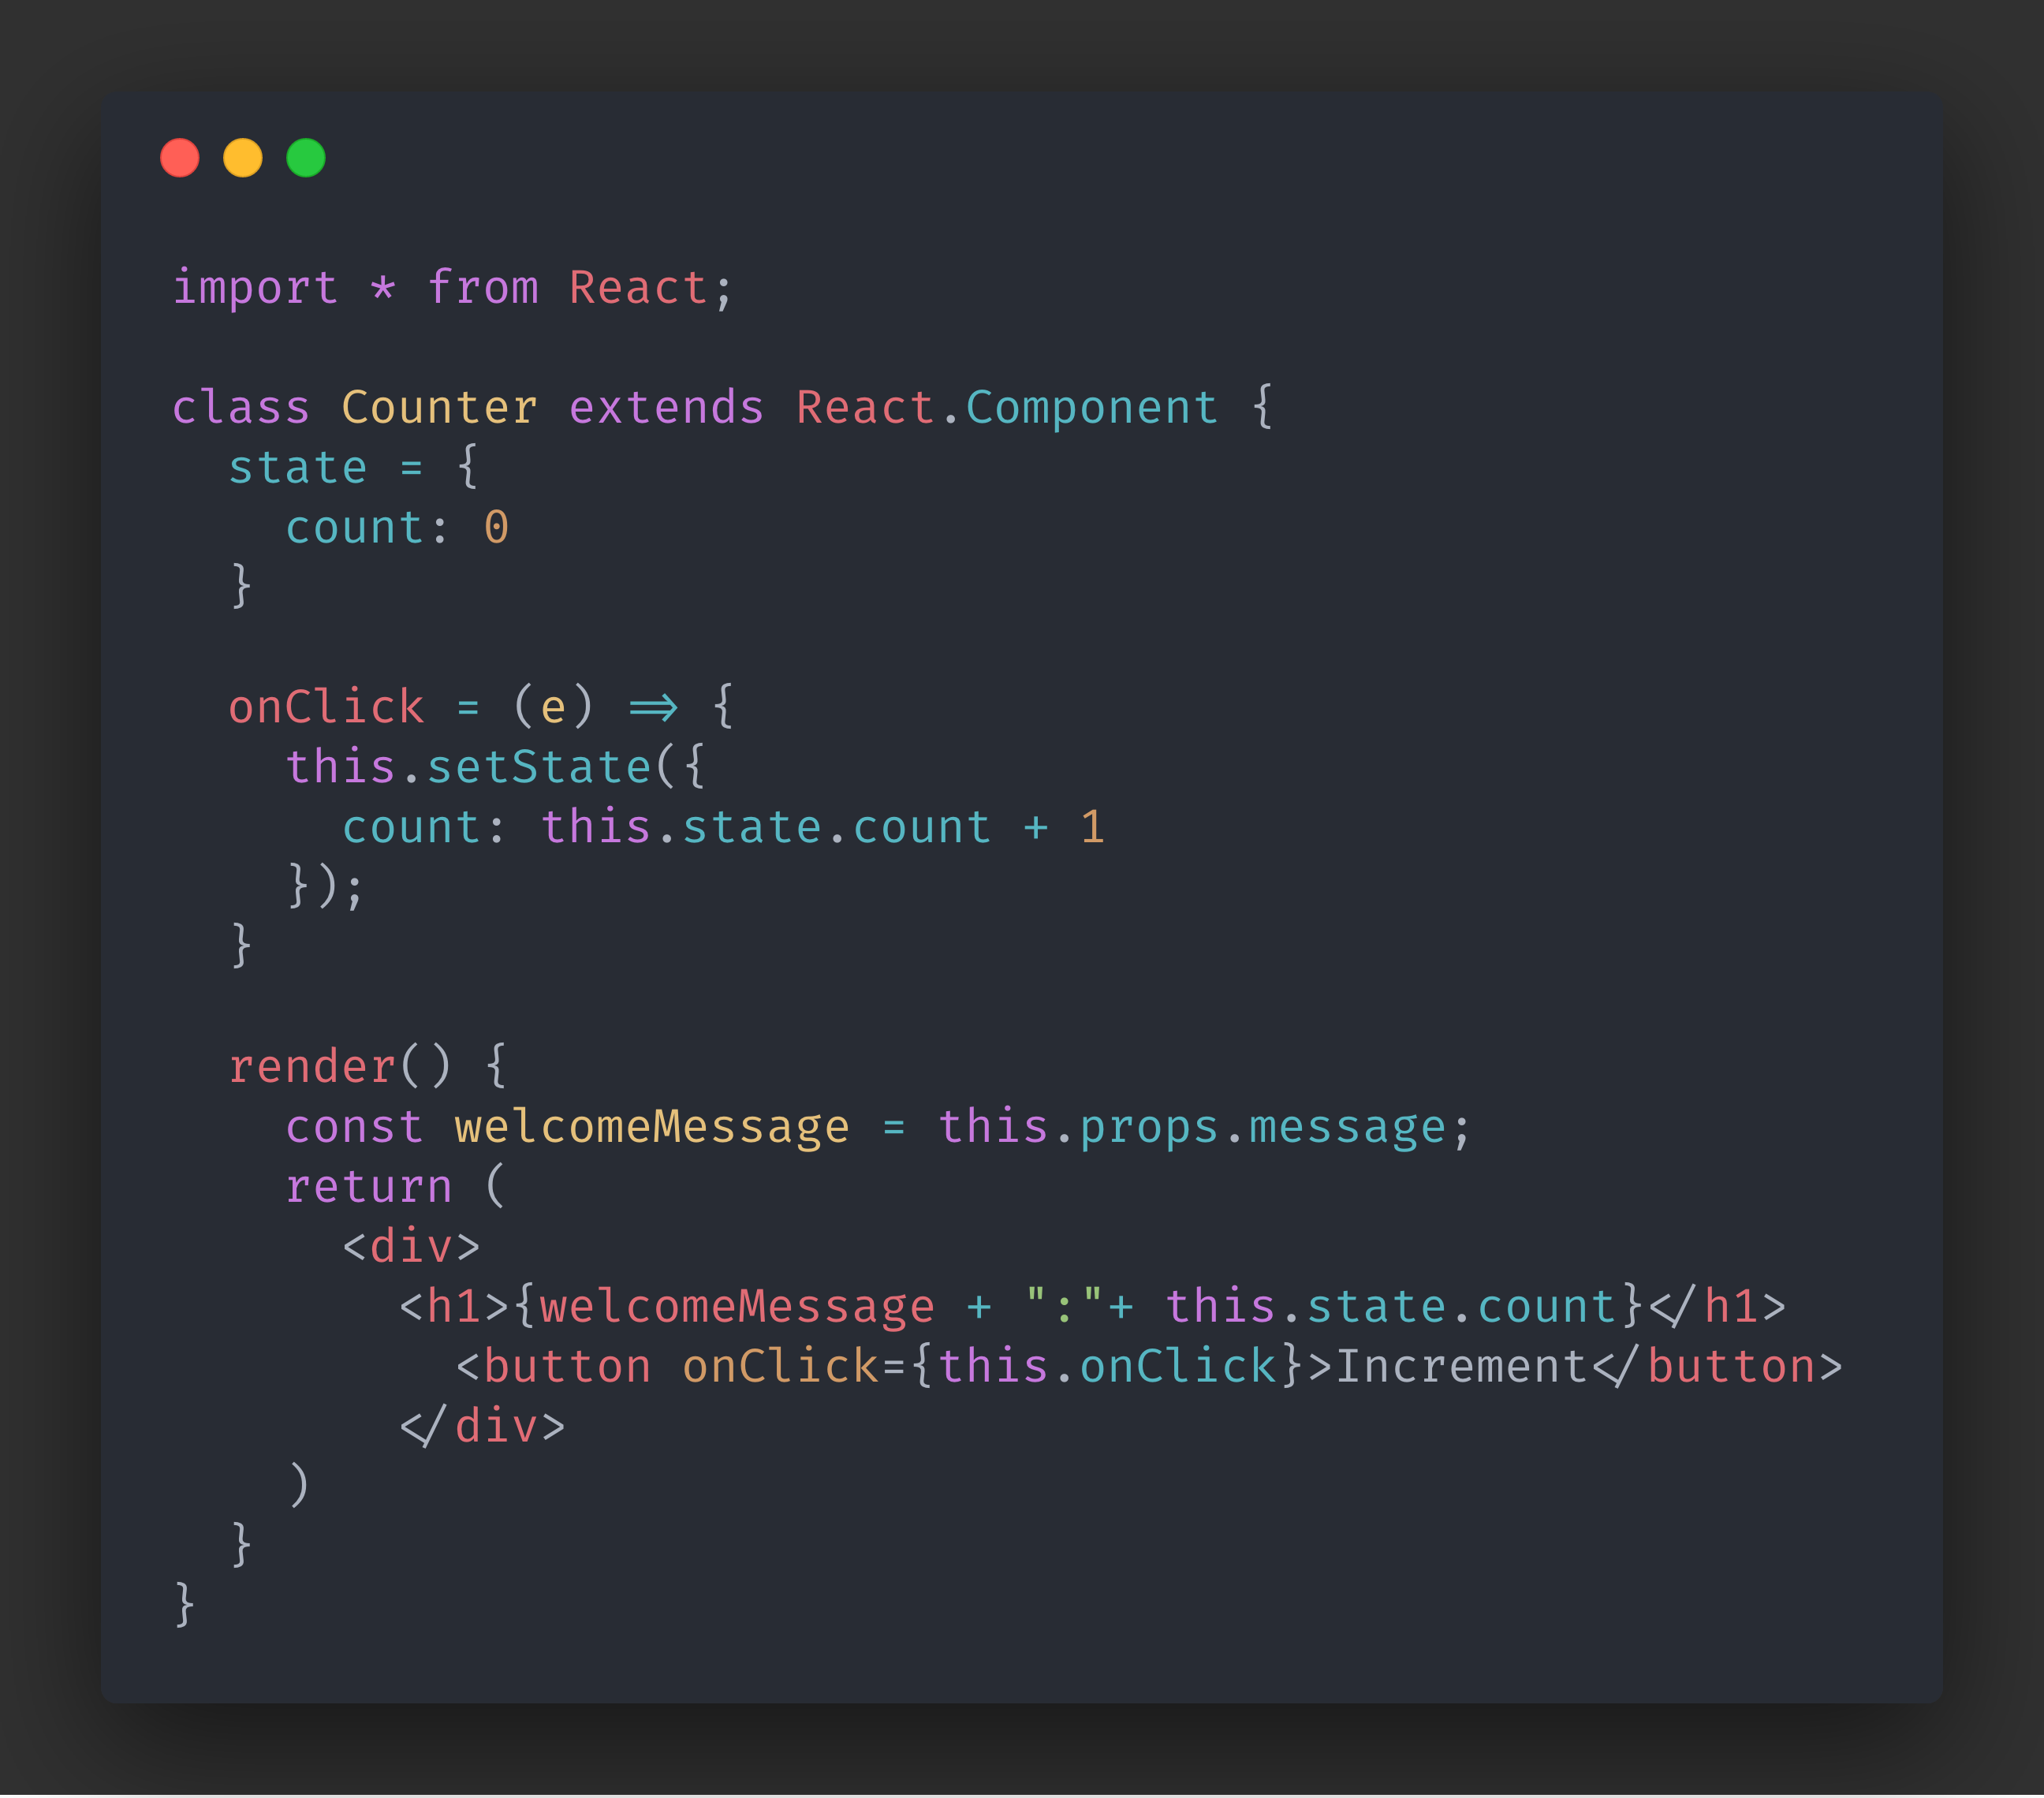 import * from React;
class Counter extends React.Component {
  state = {
    count: 0
  }
  onClick = (e) => {
    this.setState({
      count: this.state.count + 1
    });
  }
  render() {
    const welcomeMessage = this.props.message;
    return (
      <div>
        <h1>{welcomeMessage + ":"+ this.state.count}</h1>
          <button onClick={this.onClick}>Increment</button>
        </div>
    )
  }
}